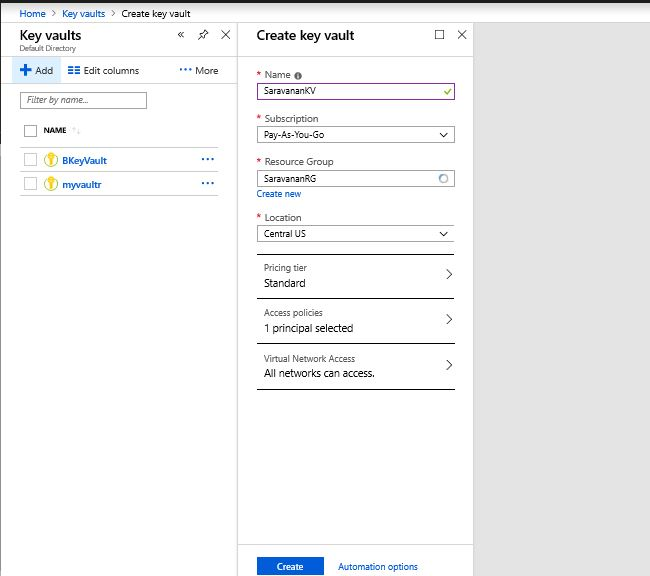 Home > Key vaults > Create key vault
Key vaults
Default Directory
Add Edit columns More
Filter by name...
NAME
BKeyVault
myvaultr
Create key vault
* Name
SaravananKV
* Subscription
Pay-As-You-Go
* Resource Group
SaravananRG
Create new
* Location
Central US
Pricing tier
Standard
Access policies
1 principal selected
Virtual Network Access
All networks can access.
Create Automation options